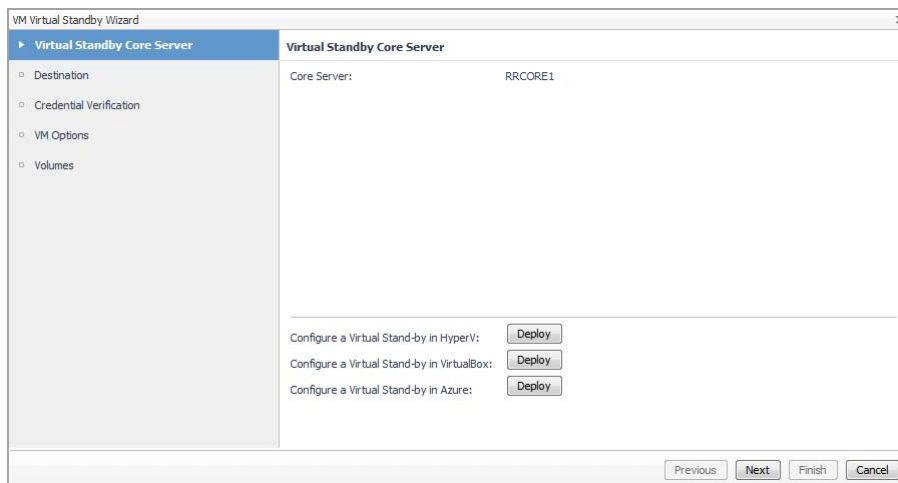 VM Virtual Standby Wizard
Virtual Standby Core Server
Destination
Credential Verification
VM Options
Volumes
Virtual Standby Core Server
Core Server: RRCORE1
Configure a Virtual Stand-by in HyperV: Deploy
Configure a Virtual Stand-by in VirtualBox: Deploy
Configure a Virtual Stand-by in Azure: Deploy
Previous Next Finish Cancel